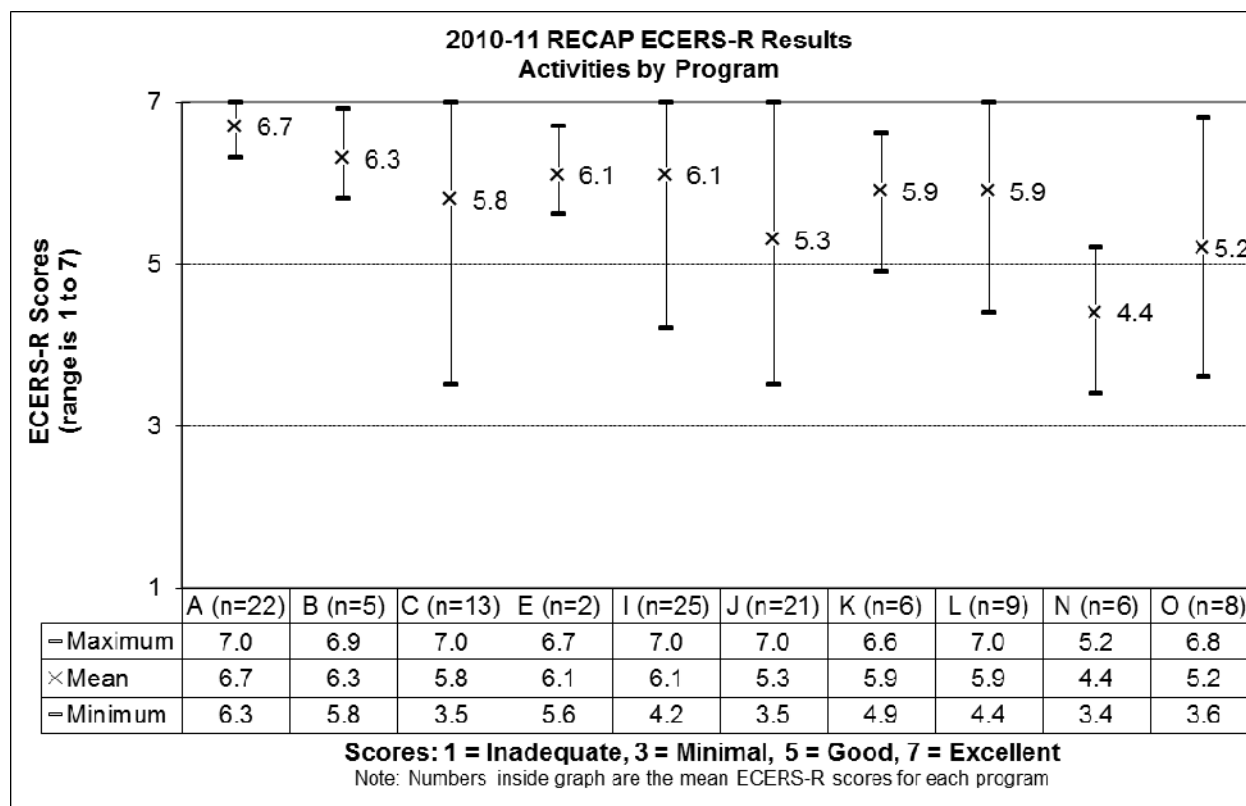 2010-11 RECAP ECERS-R Results
Activities by Program
ECERS-R Scores
(range is 1 to 7)
7
5
3
1
6.7
6.3
5.8
6.1
6.1
5.3
5.9
5.9
4.4
5.2
A (n=22) B (n=5) C (n=13) E (n=2) I (n=25) J (n=21) K (n=6) L (n=9) N (n=6) O (n=8)
Maximum 7.0 6.9 7.0 6.7 7.0 7.0 6.6 7.0 5.2 6.8
Mean 6.7 6.3 5.8 6.1 6.1 5.3 5.9 5.9 4.4 5.2
Minimum 6.3 5.8 3.5 5.6 4.2 3.5 4.9 4.4 3.4 3.6
Scores: 1 = Inadequate, 3 = Minimal, 5 = Good, 7 = Excellent
Note: Numbers inside graph are the mean ECERS-R scores for each program